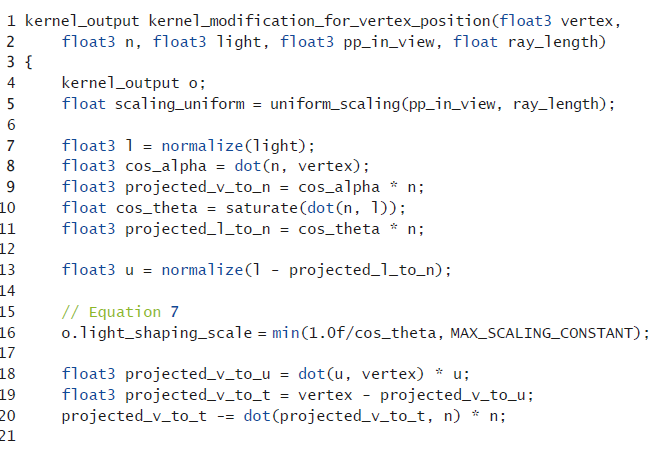 1 kernel_output kernel_modification_for_vertex_position(float3 vertex,
2 float3 n, float3 light, float3 pp_in_view, float ray_length)
3 {
4 kernel_output o;
5 float scaling_uniform = uniform_scaling(pp_in_view, ray_length);
6
7 float3 l = normalize(light);
8 float3 cos_alpha = dot(n, vertex);
9 float3 projected_v_to_n = cos_alpha * n;
10 float cos_theta = saturate(dot(n, l));
11 float3 projected_l_to_n = cos_theta * n;
12
13 float3 u = normalize(l - projected_l_to_n);
14
15 // Equation 7
16 o.light_shaping_scale = min(1.0f/cos_theta, MAX_SCALING_CONSTANT);
17
18 float3 projected_v_to_u = dot(u, vertex) * u;
19 float3 projected_v_to_t = vertex - projected_v_to_u;
20 projected_v_to_t -= dot(projected_v_to_t, n) * n;
21